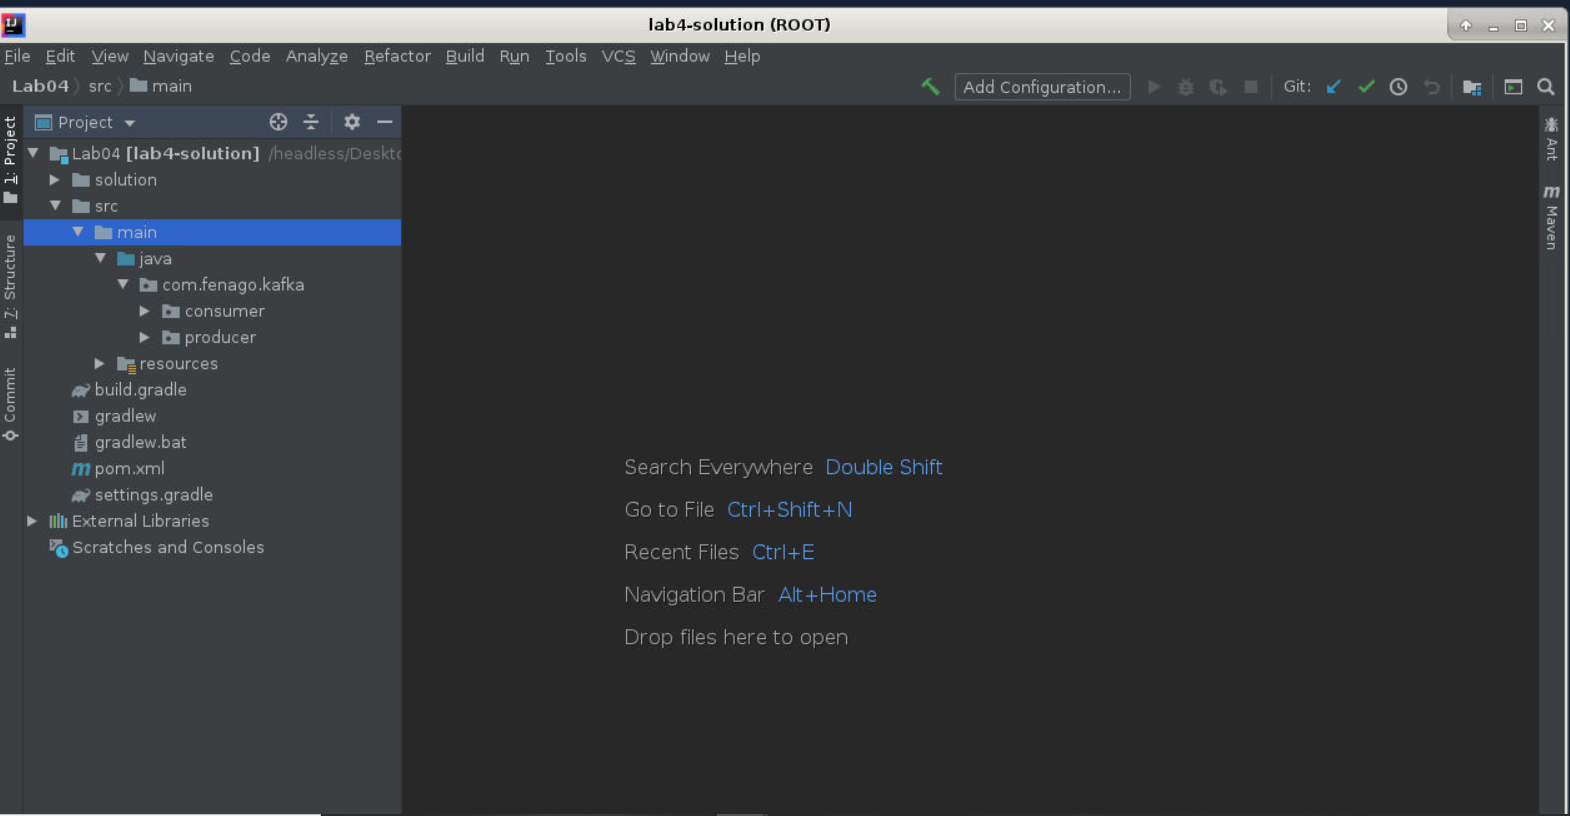 lab4-solution (ROOT)
File Edit View Navigate Code Analyze Refactor Build Run Tools VCS Window Help
Lab04 src main
Add Configuration...
Git:
1: Project
Z: Structure
Commit
Project
Lab04 [lab4-solution] /headless/Deskto
solution
src
main
java
com.fenago.kafka
consumer
producer
resources
build.gradle
gradlew
gradlew.bat
m pom.xml
settings.gradle
External Libraries
Scratches and Consoles
Search Everywhere Double Shift
Go to File Ctrl+Shift+N
Recent Files Ctrl+E
Navigation Bar Alt+Home
Drop files here to open
Ant
m Maven